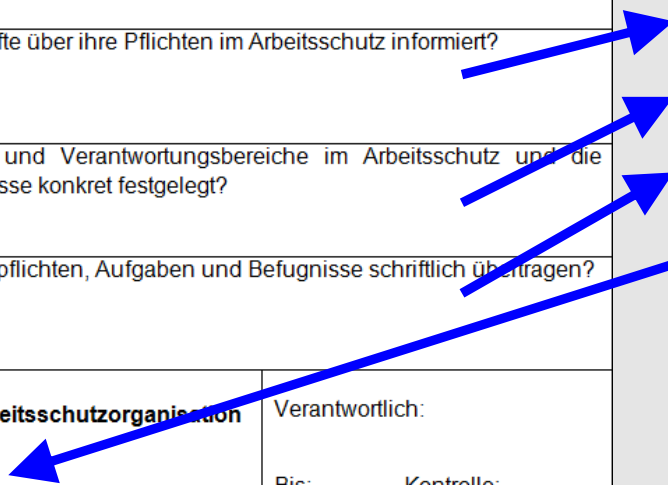 fte über ihre Pflichten im Arbeitsschutz informiert?
und Verantwortungsbereiche im Arbeitsschutz und die
sse konkret festgelegt?
pflichten, Aufgaben und Befugnisse schriftlich übertragen?
eitsschutzorganisation
Verantwortlich:
Bis: Kontrolle: